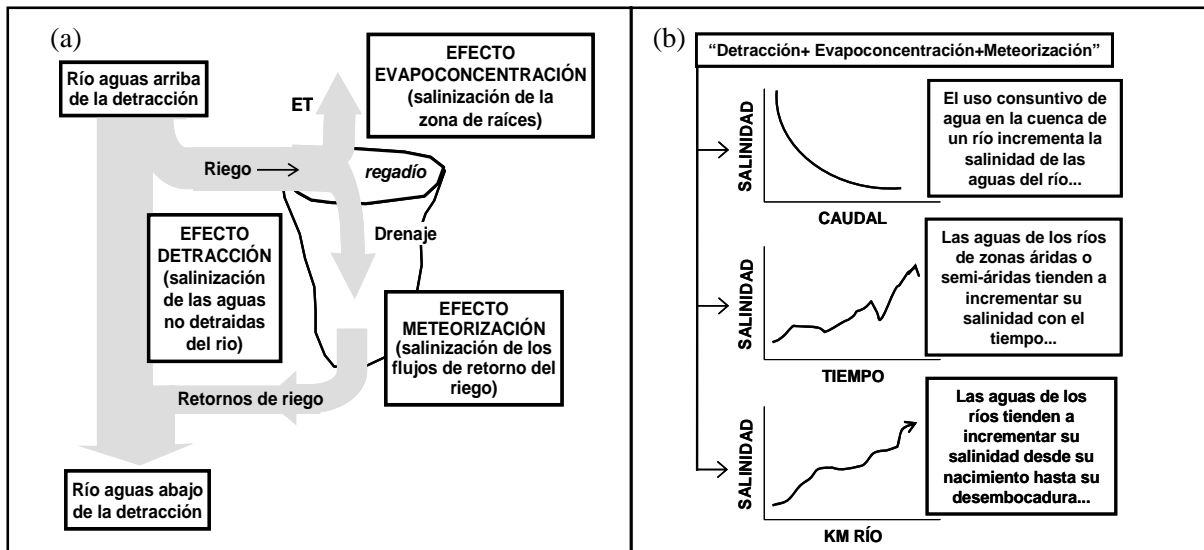 (a)
Río aguas arriba
de la detracción
ET
EFECTO
EVAPOCONCENTRACIÓN
(salinización de la
zona de raíces)
Riego
regadío
Drenaje
EFECTO
DETRACCIÓN
(salinización
de las aguas
no detraidas
del rio)
EFECTO
METEORIZACIÓN
(salinización de los
flujos de retorno del
riego)
Retornos de riego
Río aguas abajo
de la detracción
(b)
“Detracción+ Evapoconcentración+Meteorización”
SALINIDAD
CAUDAL
El uso consuntivo de
agua en la cuenca de
un río incrementa la
salinidad de las
aguas del río...
SALINIDAD
TIEMPO
Las aguas de los ríos
de zonas áridas o
semi-áridas tienden a
incrementar su
salinidad con el
tiempo...
SALINIDAD
KM RÍO
Las aguas de los
ríos tienden a
incrementar su
salinidad desde su
nacimiento hasta su
desembocadura...